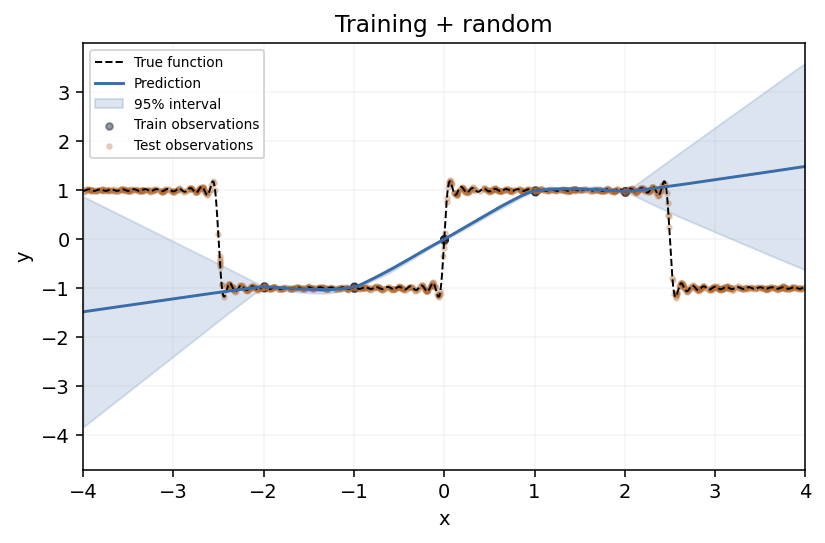 Training + random
True function
Prediction
95% interval
Train observations
Test observations
3
2
1
0
−1
−2
−3
−4
y
−4 −3 −2 −1 0 1 2 3 4
x